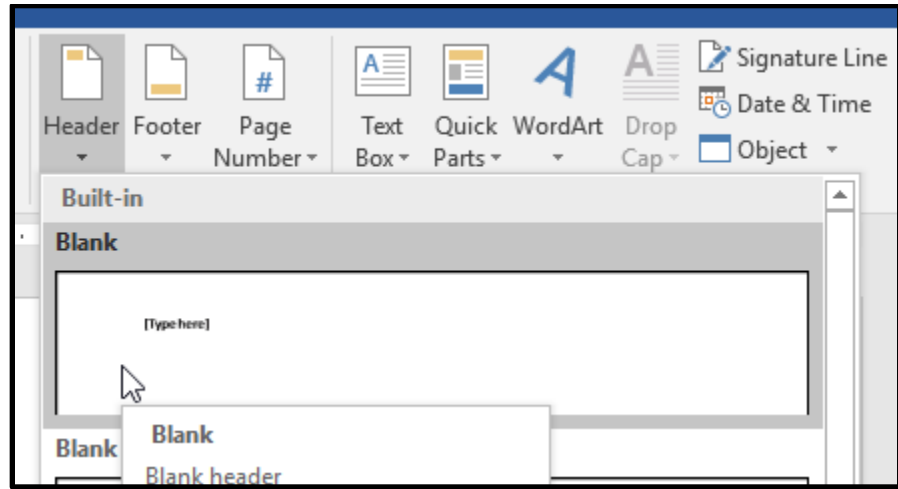 Header Footer Page Number Text Box Quick Parts WordArt Drop Cap
Signature Line
Date & Time
Object
Built-in
Blank
[Type here]
Blank
Blank
Blank header